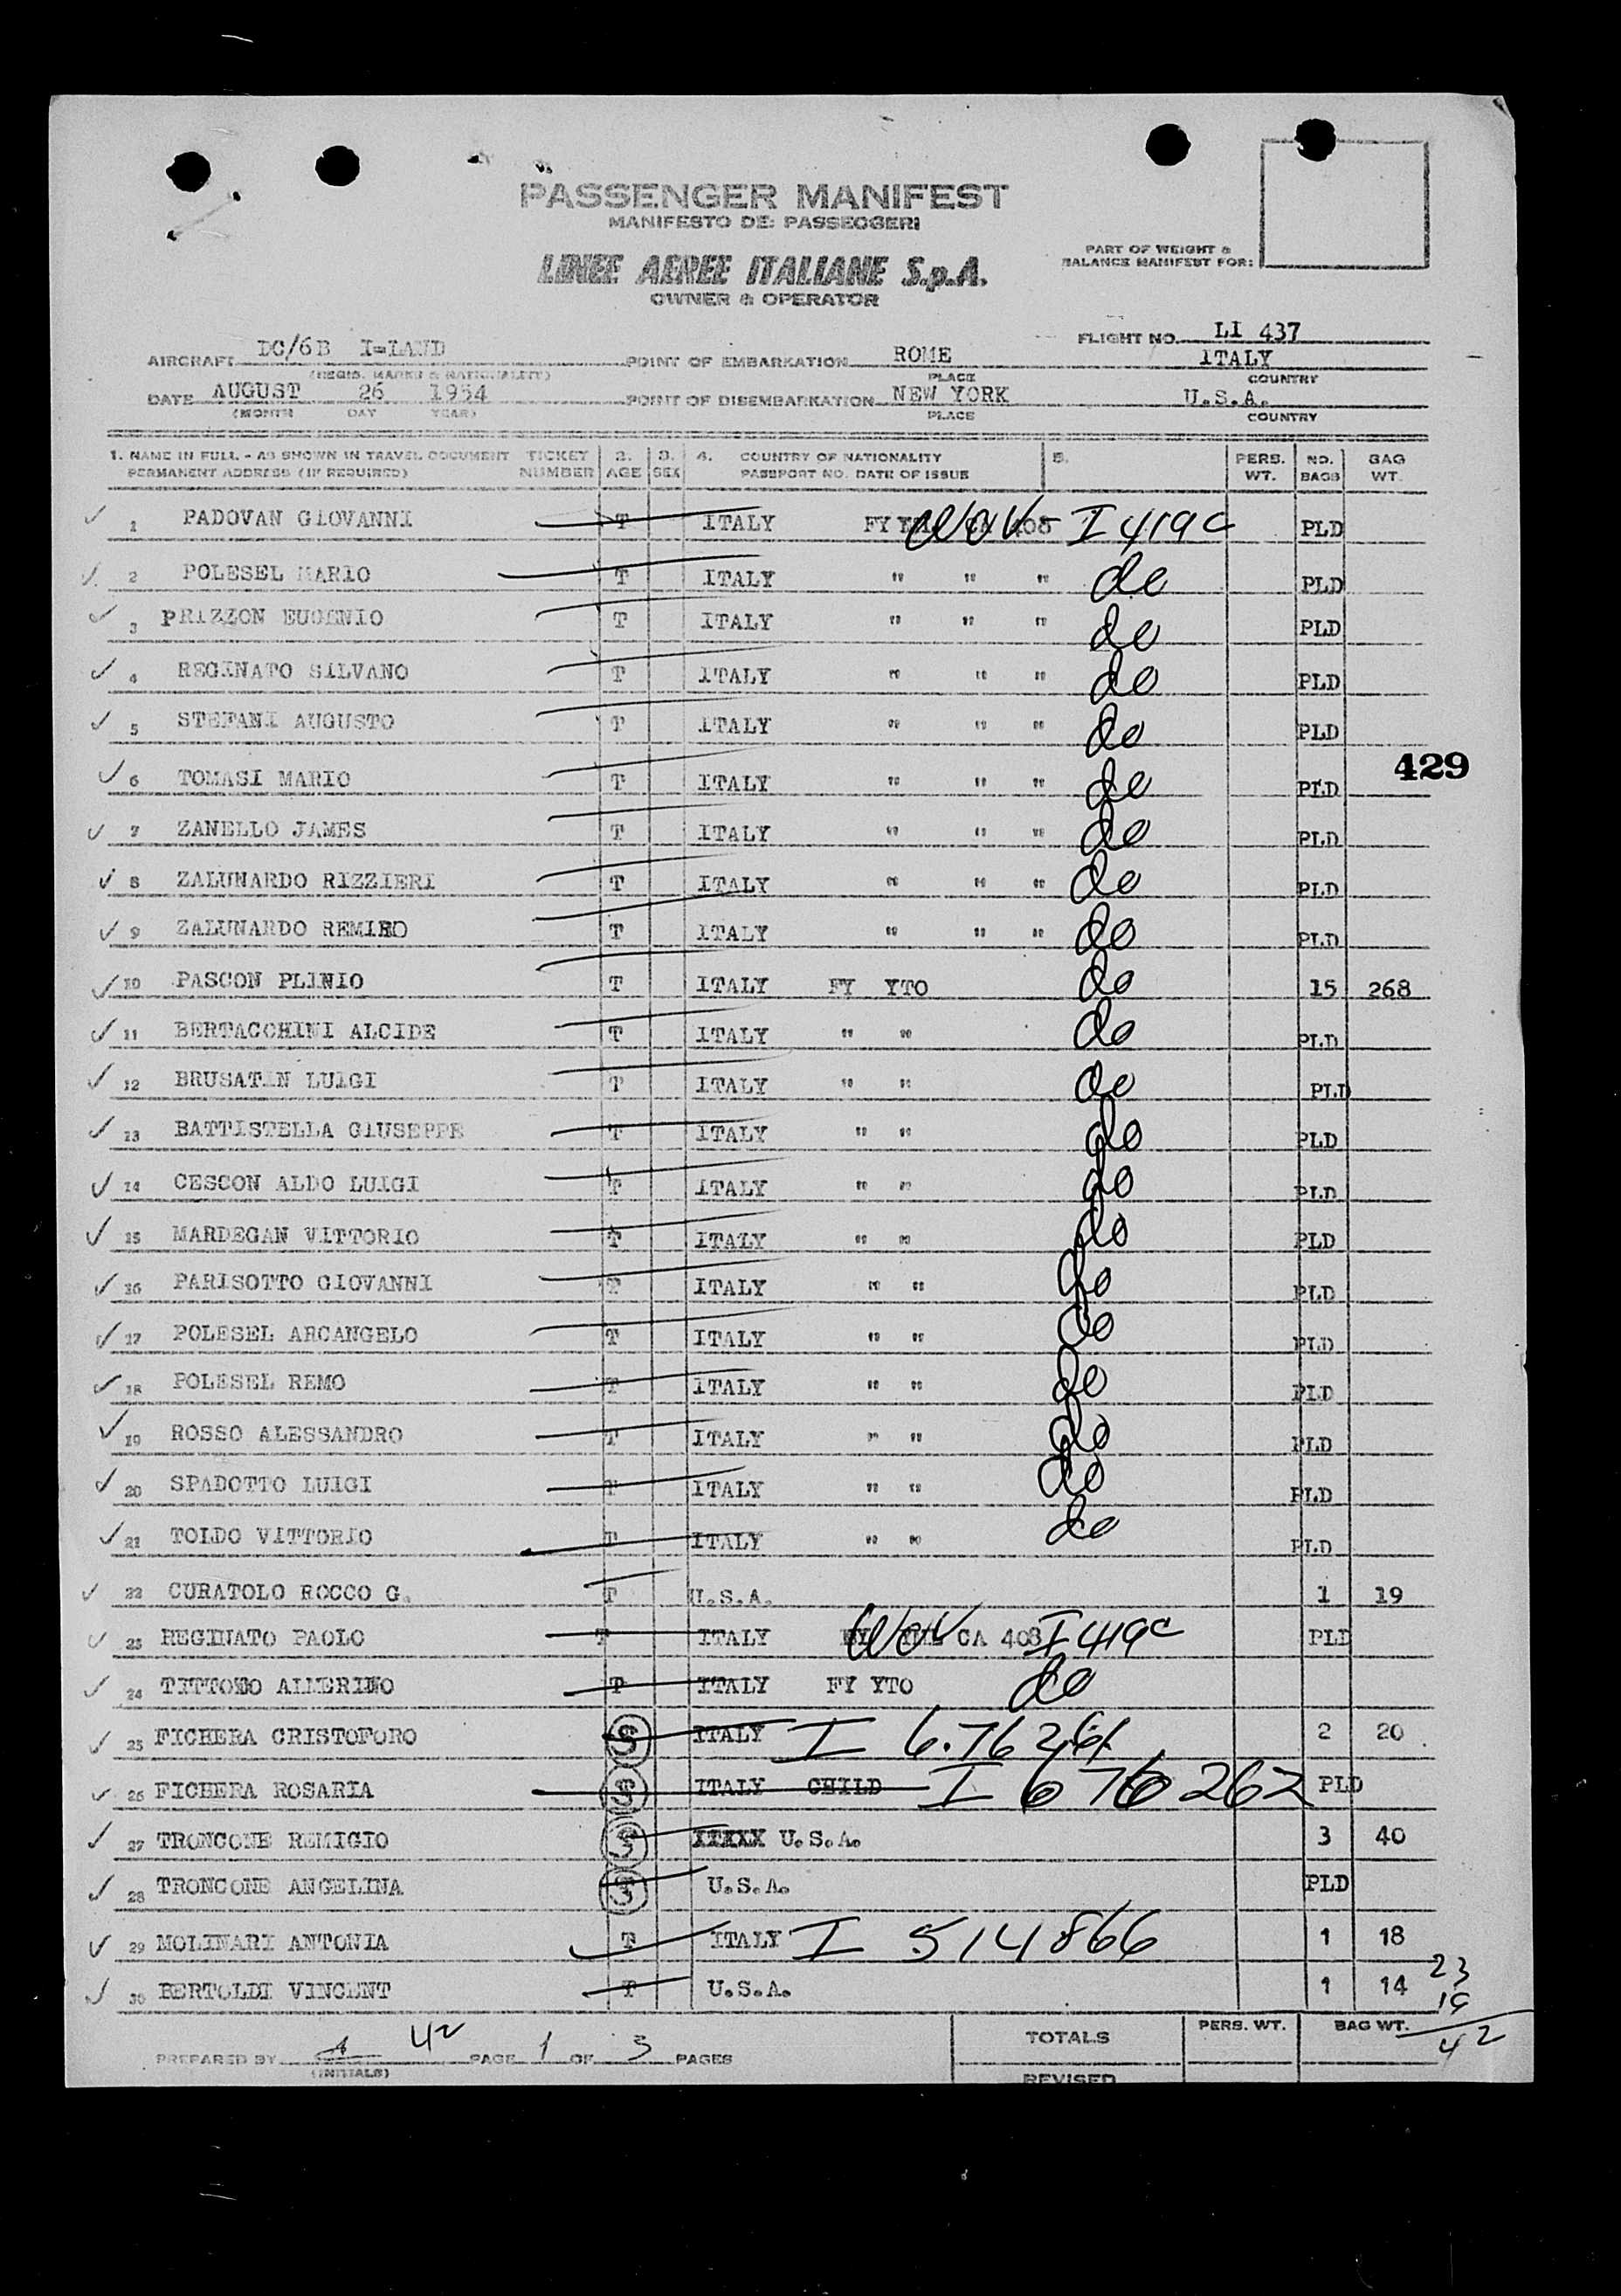 PASSENGER MANIFEST
MANIFESTO DEI PASSEGGERI
LINEE AEREE ITALIANE S.p.A.
OWNER & OPERATOR
PART OF WEIGHT &
BALANCE MANIFEST FOR:
FLIGHT NO. LI 437
AIRCRAFT DC/6B I=LAND POINT OF EMBARKATION ROME ITALY
(REGIS. MARKS & NATIONALITY) PLACE COUNTRY
DATE AUGUST 26 1954 POINT OF DISEMBARKATION NEW YORK U.S.A.
(MONTH DAY YEAR) PLACE COUNTRY
1. NAME IN FULL - AS SHOWN IN TRAVEL DOCUMENT TICKET 2. 3. 4. COUNTRY OF NATIONALITY 5. PERS. NO. BAG
PERMANENT ADDRESS (IF REQUIRED) NUMBER AGE SEX PASSPORT NO. DATE OF ISSUE WT. BAGS WT.
1 PADOVAN GIOVANNI T ITALY FY 408 WOV - I 419 c PLD
2 POLESEL MARIO T ITALY " " " do PLD
3 PRIZZON EUGENIO T ITALY " " " do PLD
4 REGINATO SILVANO T ITALY " " " do PLD
5 STEFANI AUGUSTO T ITALY " " " do PLD
429
6 TOMASI MARIO T ITALY " " " do PLD
7 ZANELLO JAMES T ITALY " " " do PLD
8 ZALUNARDO RIZZIERI T ITALY " " " do PLD
9 ZALUNARDO T ITALY " " " do PLD
10 PASCON PLINIO T ITALY FY YTO do 15 268
11 BERTACCHINI ALCIDE T ITALY " " do PLD
12 BRUSATIN LUIGI T ITALY " " do PLD
13 BATTISTELLA GIUSEPPE T ITALY " " do PLD
14 CESCON ALDO LUIGI T ITALY " " do PLD
15 MARDEGAN VITTORIO T ITALY " " do PLD
16 PARISOTTO GIOVANNI T ITALY " " do PLD
17 POLESEL ARCANGELO T ITALY " " do PLD
18 POLESEL REMO T ITALY " " do PLD
19 ROSSO ALESSANDRO T ITALY " " do PLD
20 SPADOTTO LUIGI T ITALY " " do PLD
21 TOLDO VITTORIO T ITALY " " do PLD
22 CURATOLO ROCCO G. T U.S.A. 1 19
23 REGINATO PAOLO T ITALY WOV CA 408 I 419 c PLD
24 T ITALY FY YTO do
25 FICHERA CRISTOFORO S ITALY I 2 20
26 FICHERA ROSARIA S ITALY CHILD I 676262 PLD
27 TRONCONE REMIGIO S U.S.A. 3 40
28 TRONCONE ANGELINA S U.S.A. PLD
29 MOLINARI ANTONIA T ITALY I 514866 1 18
30 BERTOLDI VINCENT T U.S.A. 1 14 23
19
42
PREPARED BY 42 PAGE 1 OF 3 PAGES TOTALS PERS. WT. BAG WT.
(INITIALS) REVISED